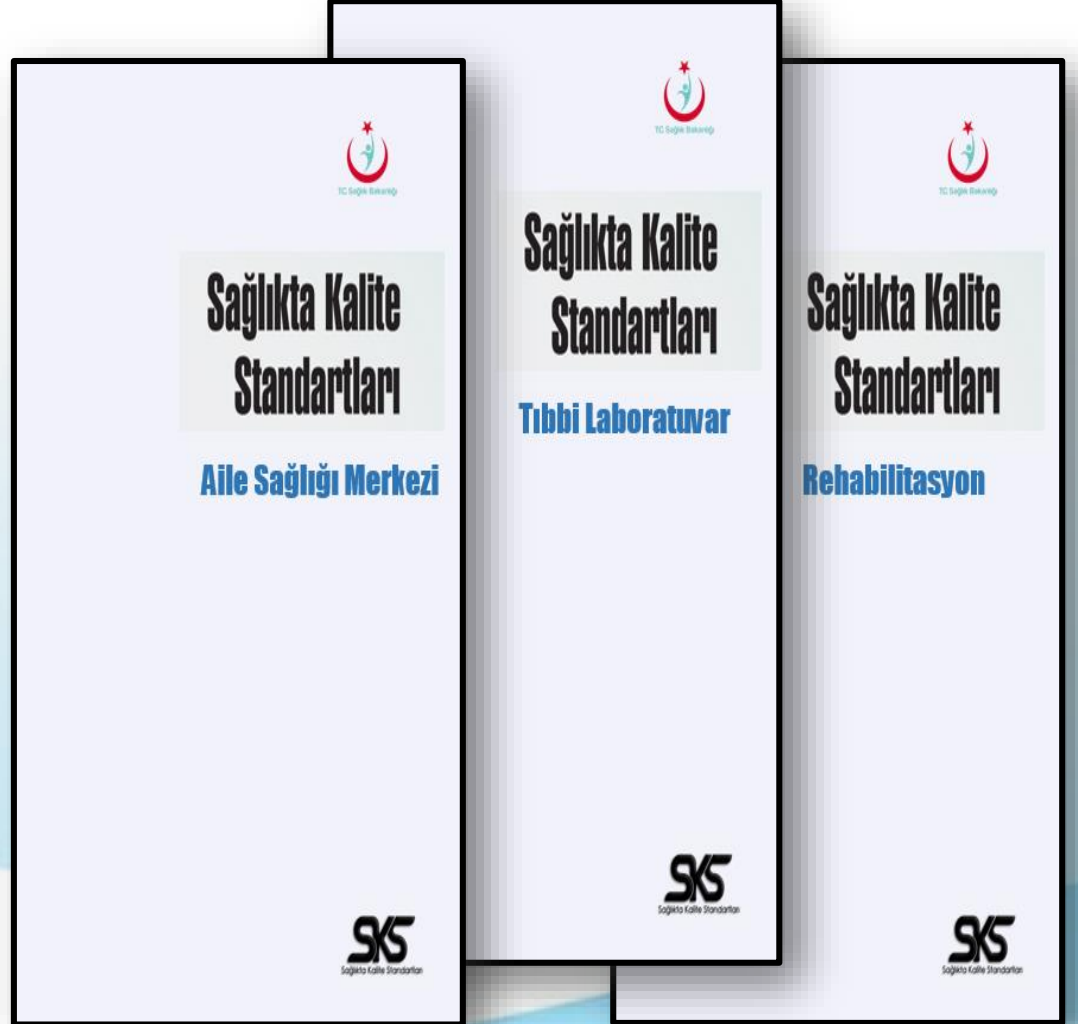 TC Sağlık Bakanlığı
Sağlıkta Kalite
Standartları
Aile Sağlığı Merkezi
SKS
Sağlıkta Kalite Standartları
TC Sağlık Bakanlığı
Sağlıkta Kalite
Standartları
Tıbbi Laboratuvar
SKS
Sağlıkta Kalite Standartları
TC Sağlık Bakanlığı
Sağlıkta Kalite
Standartları
Rehabilitasyon
SKS
Sağlıkta Kalite Standartları